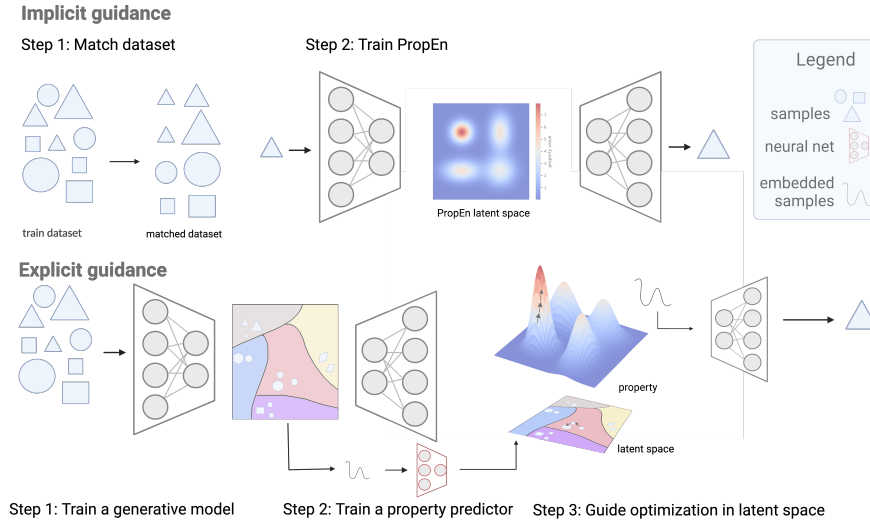 Implicit guidance
Step 1: Match dataset
Step 2: Train PropEn
Legend
samples
neural net
embedded
samples
train dataset
matched dataset
PropEn latent space
Explicit guidance
property
latent space
Step 1: Train a generative model
Step 2: Train a property predictor
Step 3: Guide optimization in latent space